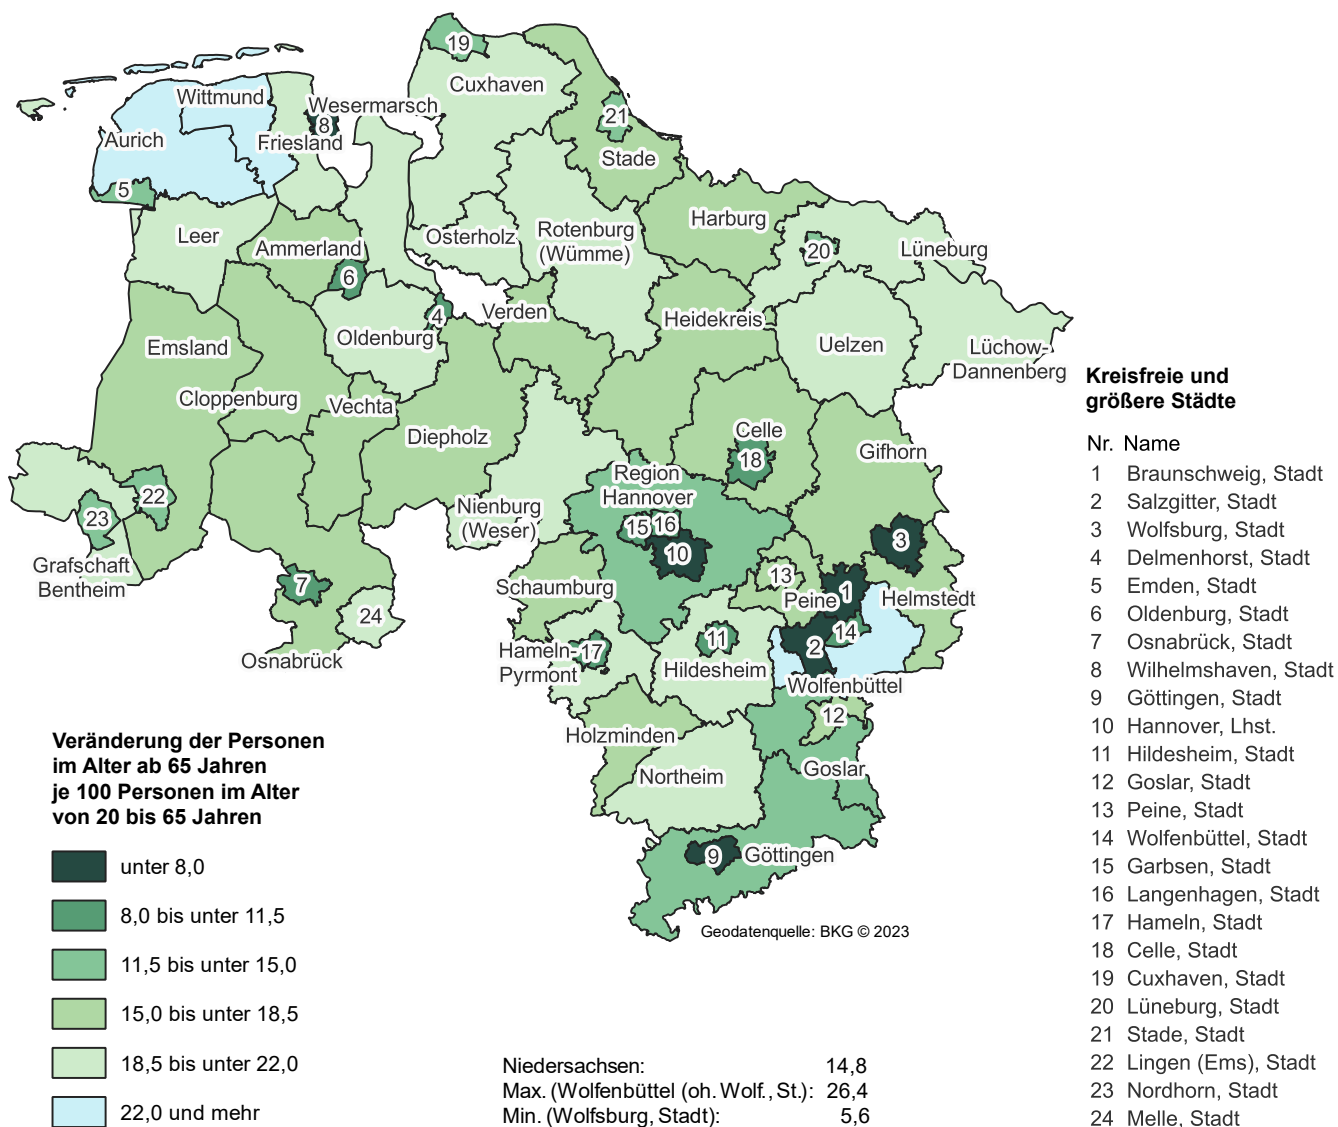 19
Cuxhaven
Wittmund
Wesermarsch
8
21
Aurich
Friesland
Stade
5
Harburg
Leer
Ammerland
Osterholz
Rotenburg
(Wümme)
20
Lüneburg
6
4
Verden
Heidekreis
Oldenburg
Emsland
Uelzen
Lüchow-
Dannenberg
Cloppenburg
Vechta
Diepholz
Celle
18
Gifhorn
Region
Hannover
22
23
Nienburg
(Weser)
15
16
10
3
Grafschaft
Bentheim
7
Schaumburg
13
Peine
1
Helmstedt
24
Osnabrück
Hameln-
Pyrmont
17
11
Hildesheim
2
14
Wolfenbüttel
12
Holzminden
Northeim
Goslar
9
Göttingen
Geodatenquelle: BKG © 2023
Kreisfreie und
größere Städte
Nr. Name
1 Braunschweig, Stadt
2 Salzgitter, Stadt
3 Wolfsburg, Stadt
4 Delmenhorst, Stadt
5 Emden, Stadt
6 Oldenburg, Stadt
7 Osnabrück, Stadt
8 Wilhelmshaven, Stadt
9 Göttingen, Stadt
10 Hannover, Lhst.
11 Hildesheim, Stadt
12 Goslar, Stadt
13 Peine, Stadt
14 Wolfenbüttel, Stadt
15 Garbsen, Stadt
16 Langenhagen, Stadt
17 Hameln, Stadt
18 Celle, Stadt
19 Cuxhaven, Stadt
20 Lüneburg, Stadt
21 Stade, Stadt
22 Lingen (Ems), Stadt
23 Nordhorn, Stadt
24 Melle, Stadt
Veränderung der Personen
im Alter ab 65 Jahren
je 100 Personen im Alter
von 20 bis 65 Jahren
unter 8,0
8,0 bis unter 11,5
11,5 bis unter 15,0
15,0 bis unter 18,5
18,5 bis unter 22,0
22,0 und mehr
Niedersachsen: 14,8
Max. (Wolfenbüttel (oh. Wolf., St.): 26,4
Min. (Wolfsburg, Stadt): 5,6